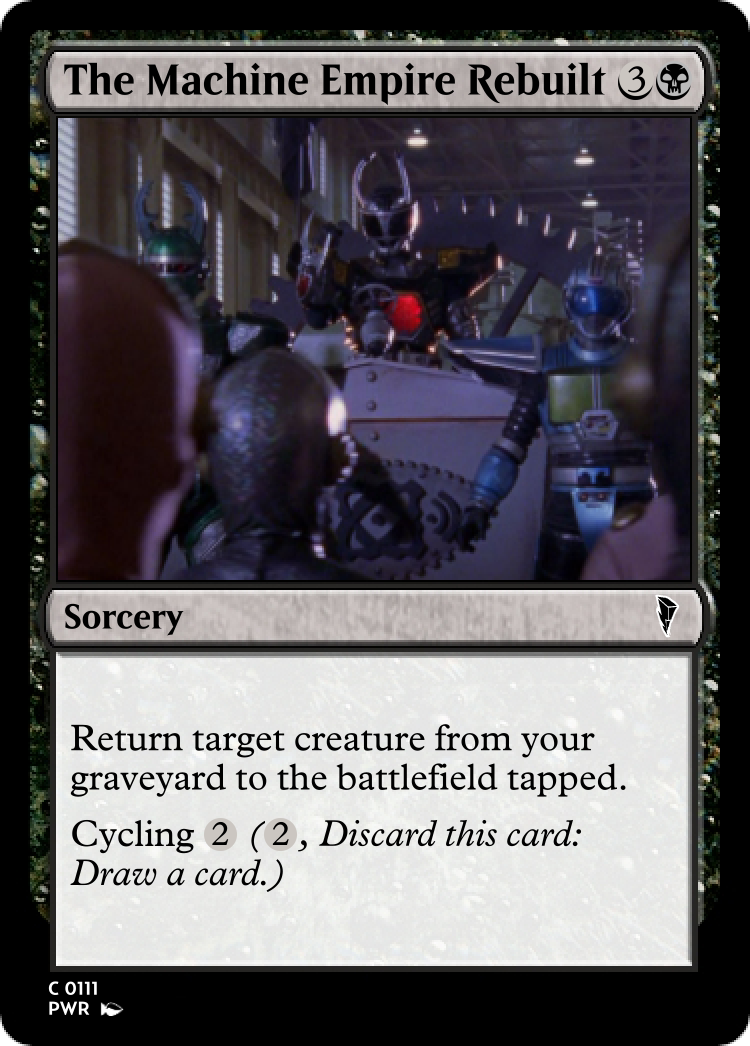 The Machine Empire Rebuilt 3
Sorcery
Return target creature from your
graveyard to the battlefield tapped.
Cycling 2 (2, Discard this card:
Draw a card.)
C 0111
PWR